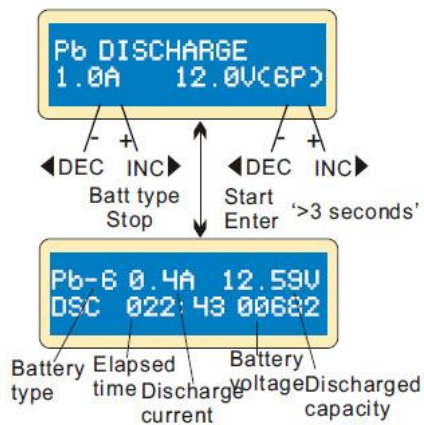 Pb DISCHARGE
1.0A 12.0V(6P)
- + - +
◀DEC INC▶ ◀DEC INC▶
Batt type
Stop
Start
Enter
'>3 seconds'
Pb-6 0.4A 12.59V
DSC 022:43 00682
Battery
type
Elapsed
time
Discharge
current
Battery
voltage
Discharged
capacity